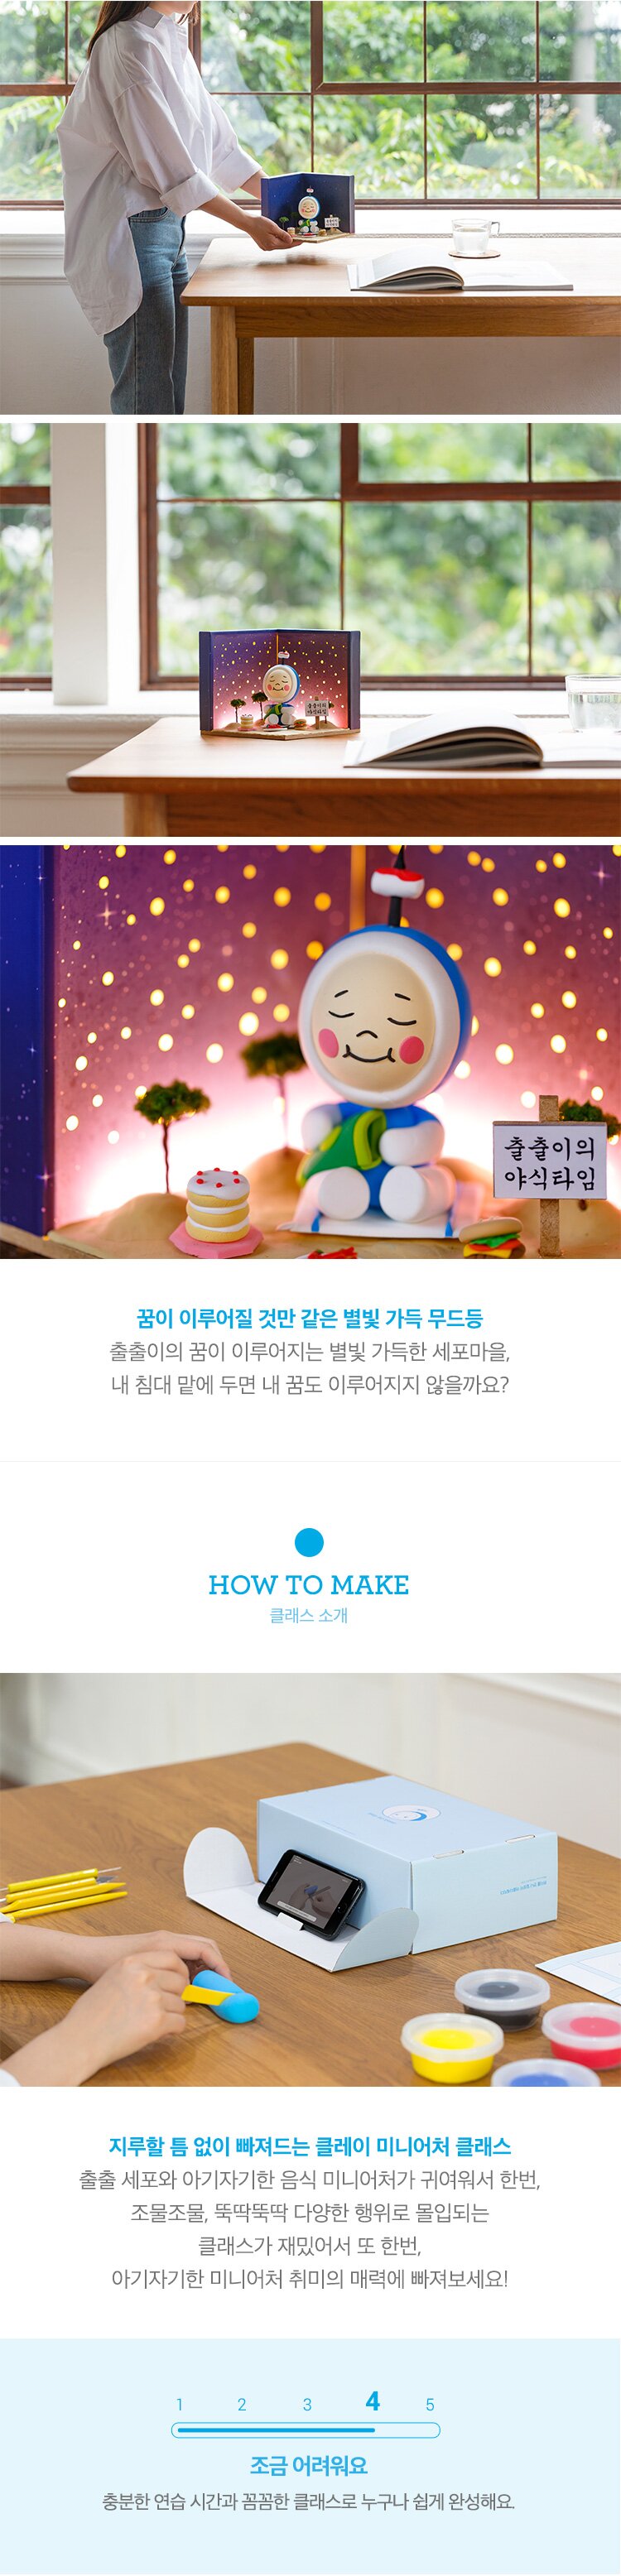 출출이의
야식타임
꿈이 이루어질 것만 같은 별빛 가득 무드등
출출이의 꿈이 이루어지는 별빛 가득한 세포마을,
내 침대 맡에 두면 내 꿈도 이루어지지 않을까요?
HOW TO MAKE
클래스 소개
지루할 틈 없이 빠져드는 클레이 미니어처 클래스
출출 세포와 아기자기한 음식 미니어처가 귀여워서 한번,
조물조물, 뚝딱뚝딱 다양한 행위로 몰입되는
클래스가 재밌어서 또 한번,
아기자기한 미니어처 취미의 매력에 빠져보세요!
1 2 3 4 5
조금 어려워요
충분한 연습 시간과 꼼꼼한 클래스로 누구나 쉽게 완성해요.